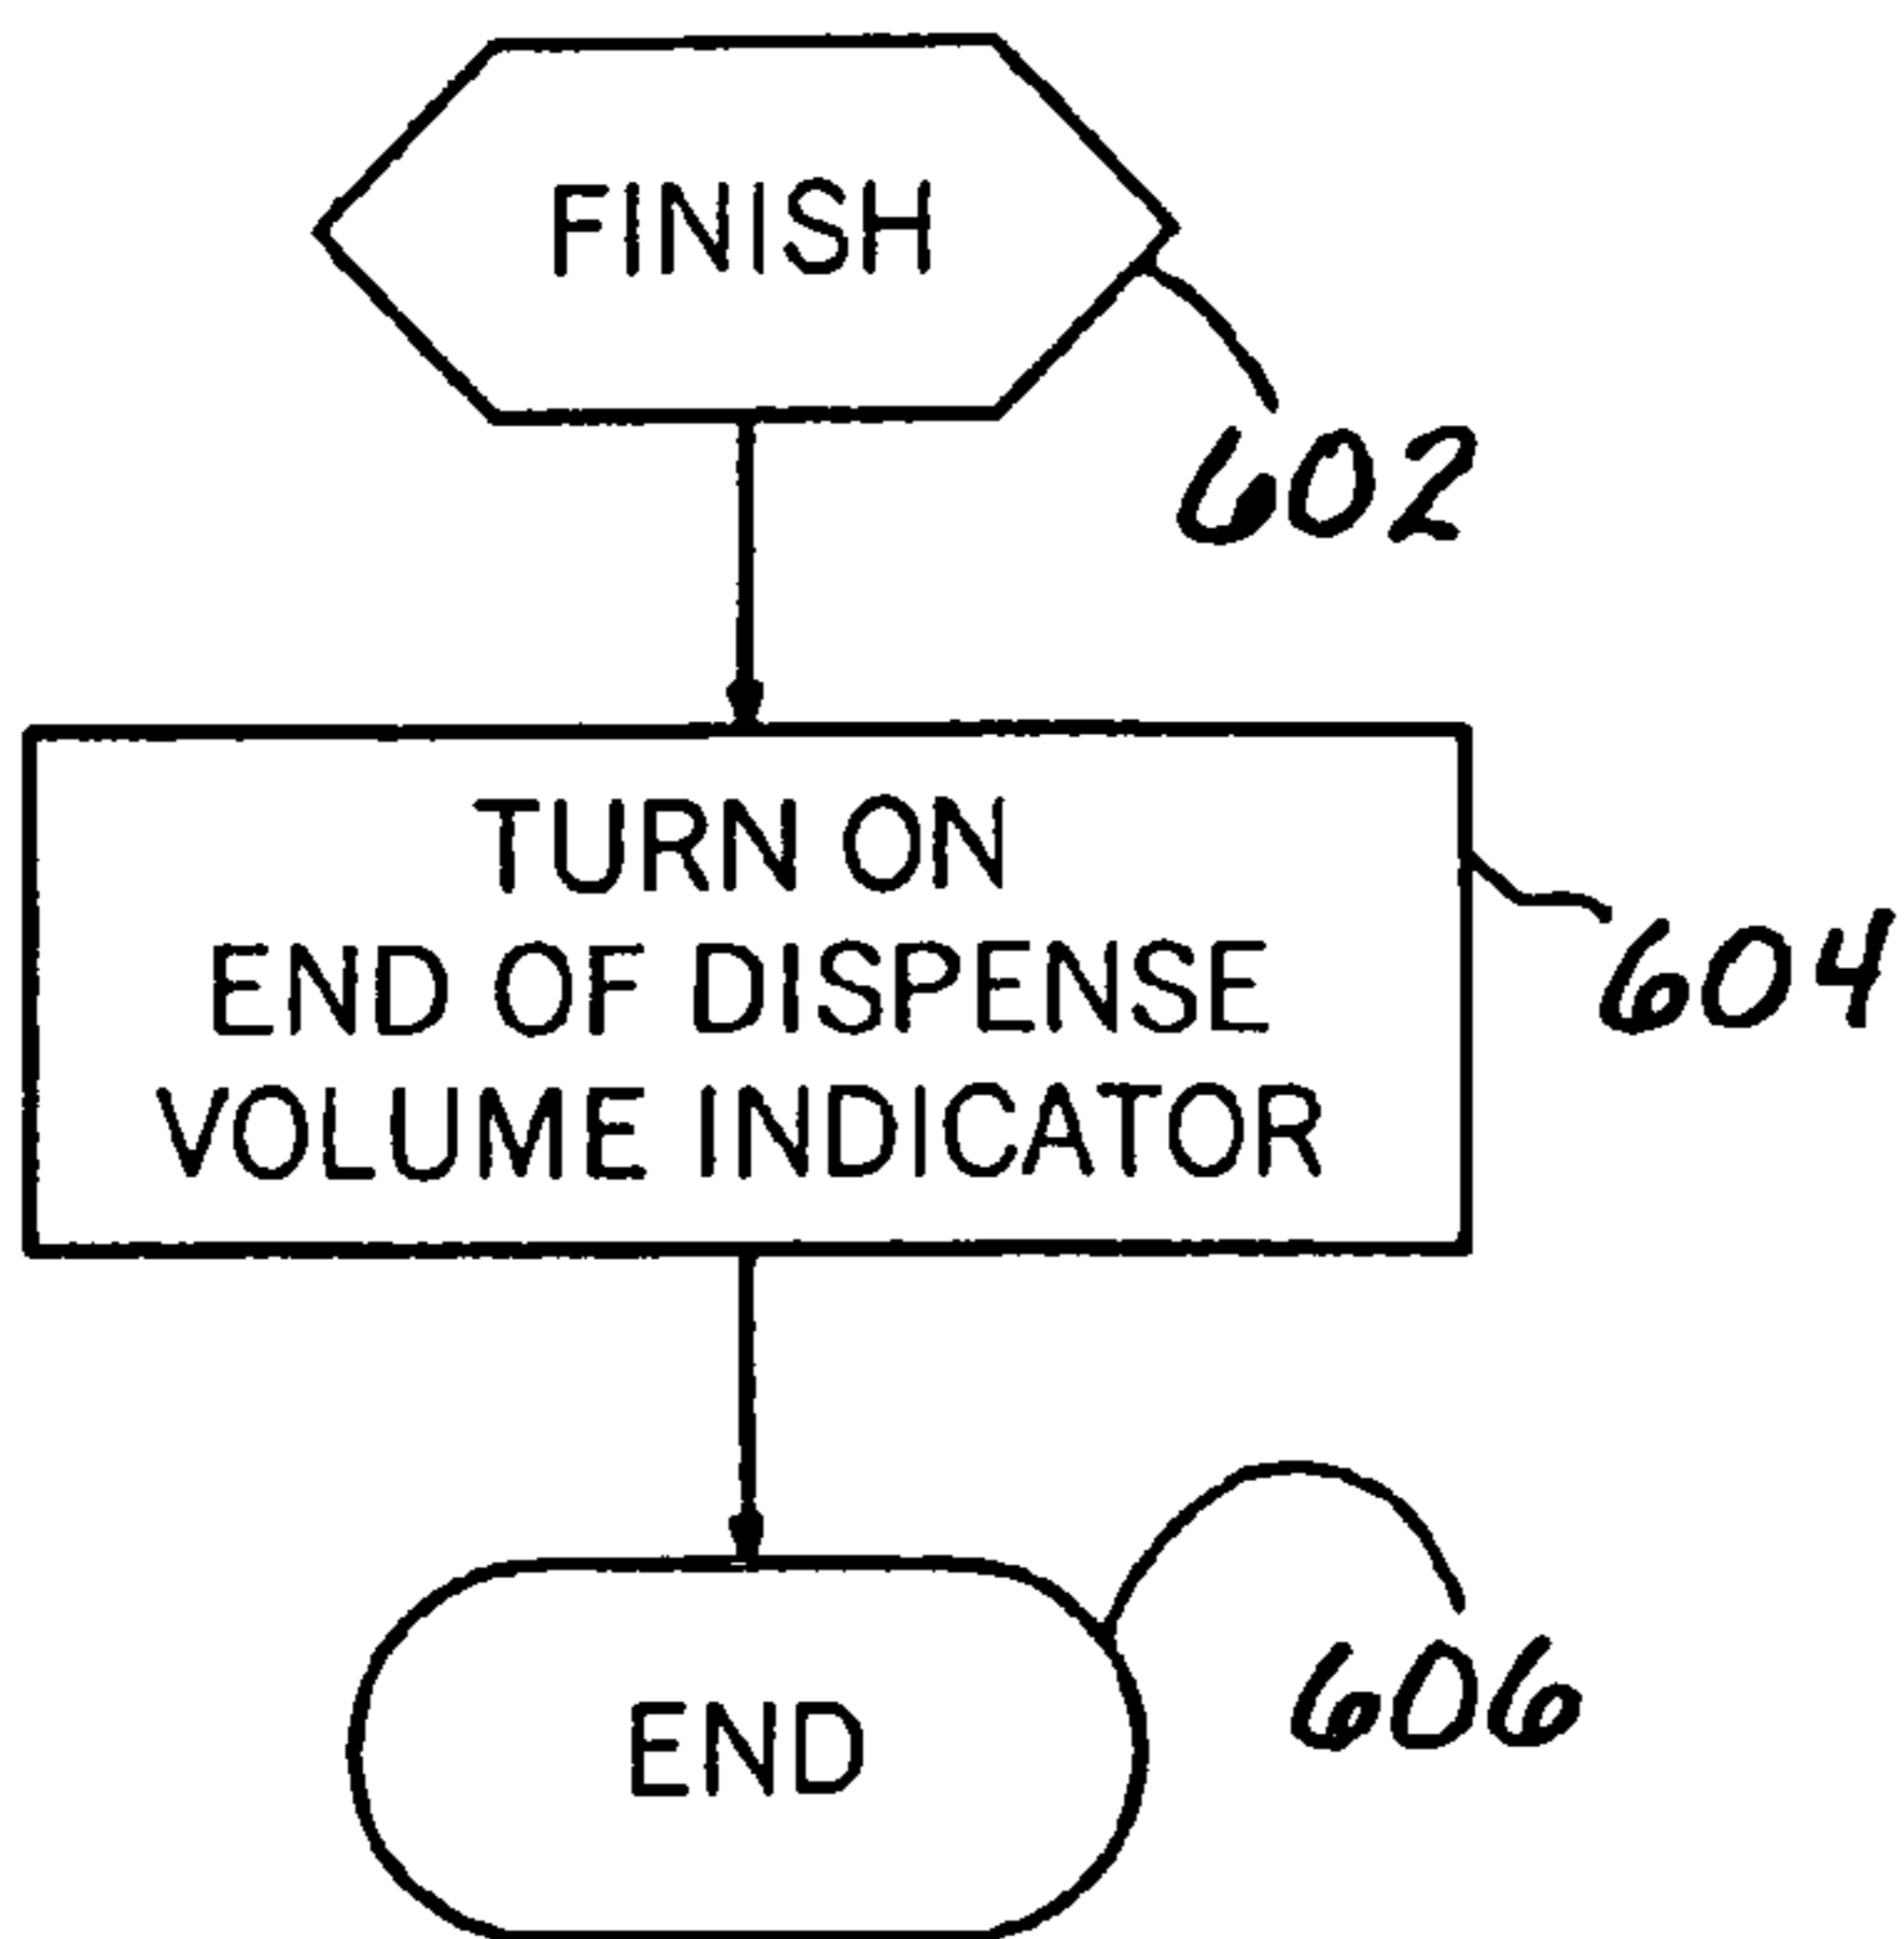 FINISH
602
TURN ON
END OF DISPENSE
VOLUME INDICATOR
604
END
606